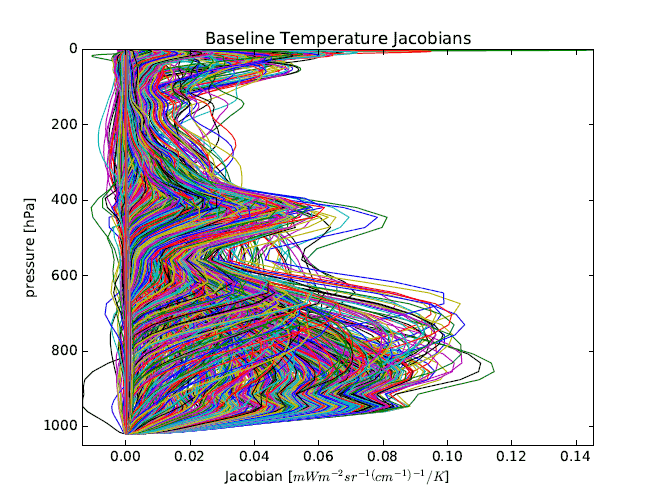 Baseline Temperature Jacobians
0
200
400
600
800
1000
pressure [hPa]
0.00 0.02 0.04 0.06 0.08 0.10 0.12 0.14
Jacobian [mWm⁻²sr⁻¹(cm⁻¹)⁻¹/K]